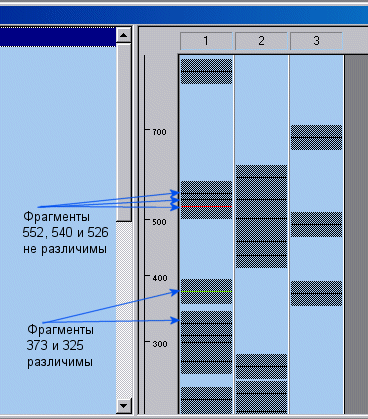 1 2 3
700
500
400
300
Фрагменты
552, 540 и 526
не различимы
Фрагменты
373 и 325
различимы